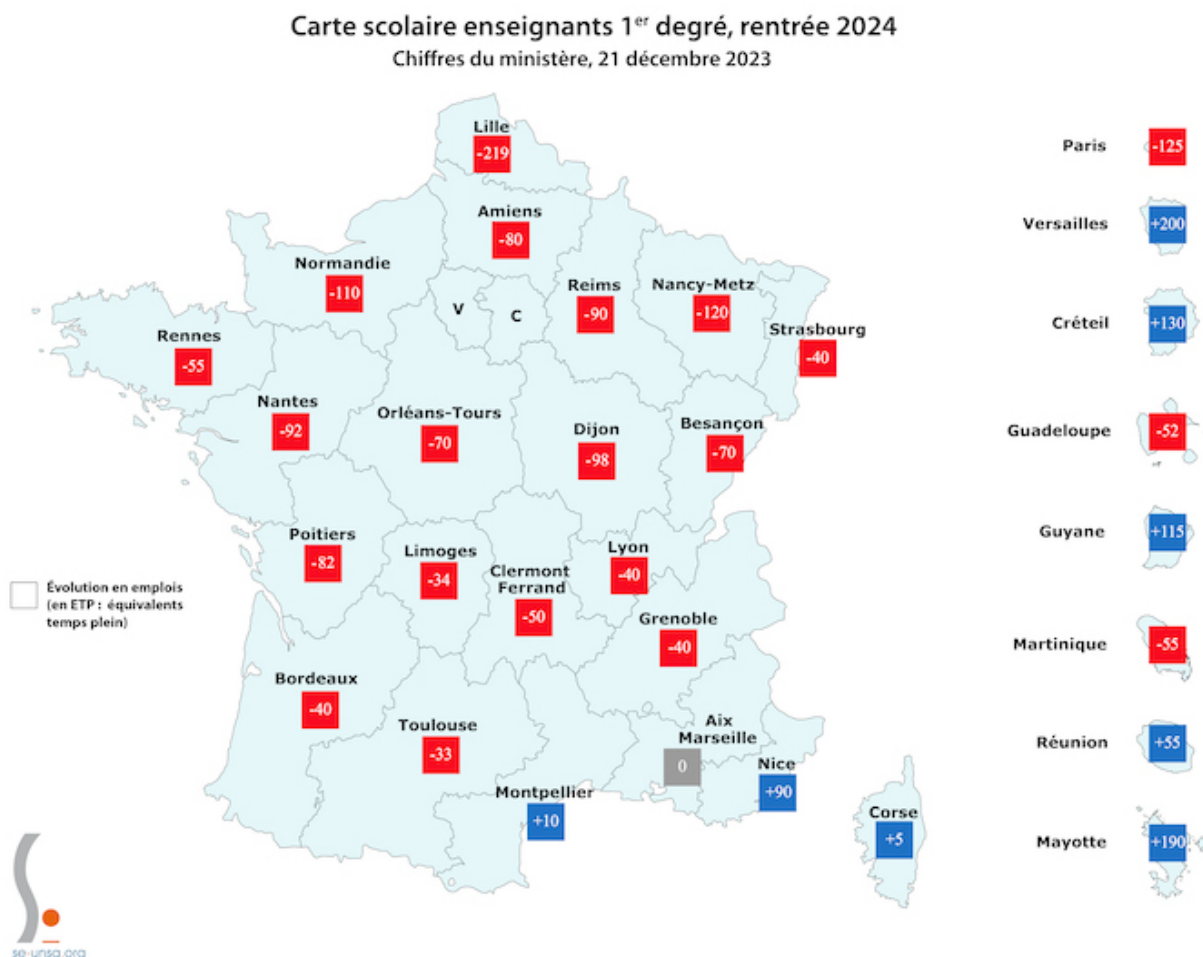 Carte scolaire enseignants 1er degré, rentrée 2024
Chiffres du ministère, 21 décembre 2023
Lille
-219
Amiens
-80
Normandie
-110
V
C
Reims
-90
Nancy-Metz
-120
Strasbourg
-40
Rennes
-55
Nantes
-92
Orléans-Tours
-70
Dijon
-98
Besançon
-70
Poitiers
-82
Limoges
-34
Clermont
Ferrand
-50
Lyon
-40
Grenoble
-40
Bordeaux
-40
Toulouse
-33
Aix
Marseille
0
Nice
+90
Montpellier
+10
Corse
+5
Paris
-125
Versailles
+200
Créteil
+130
Guadeloupe
-52
Guyane
+115
Martinique
-55
Réunion
+55
Mayotte
+190
Évolution en emplois
(en ETP : équivalents
temps plein)
se-unsa.org